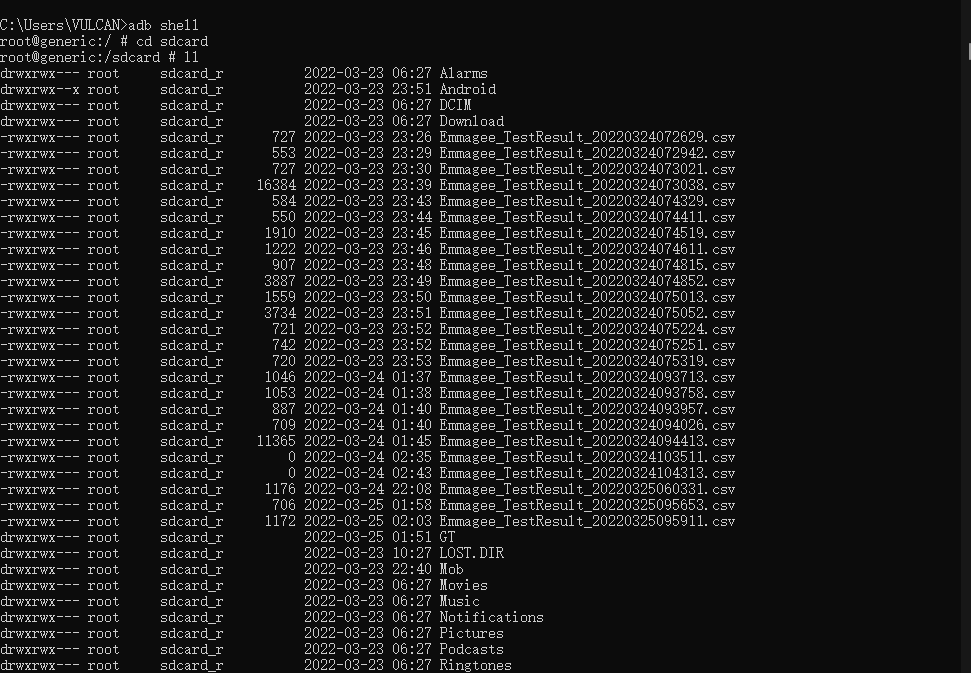 C:\Users\VULCAN>adb shell
root@generic:/ # cd sdcard
root@generic:/sdcard # ll
drwxrwx--- root     sdcard_r          2022-03-23 06:27 Alarms
drwxrwx--x root     sdcard_r          2022-03-23 23:51 Android
drwxrwx--- root     sdcard_r          2022-03-23 06:27 DCIM
drwxrwx--- root     sdcard_r          2022-03-23 06:27 Download
-rwxrwx--- root     sdcard_r      727 2022-03-23 23:26 Emmagee_TestResult_20220324072629.csv
-rwxrwx--- root     sdcard_r      553 2022-03-23 23:29 Emmagee_TestResult_20220324072942.csv
-rwxrwx--- root     sdcard_r      727 2022-03-23 23:30 Emmagee_TestResult_20220324073021.csv
-rwxrwx--- root     sdcard_r    16384 2022-03-23 23:39 Emmagee_TestResult_20220324073038.csv
-rwxrwx--- root     sdcard_r      584 2022-03-23 23:43 Emmagee_TestResult_20220324074329.csv
-rwxrwx--- root     sdcard_r      550 2022-03-23 23:44 Emmagee_TestResult_20220324074411.csv
-rwxrwx--- root     sdcard_r     1910 2022-03-23 23:45 Emmagee_TestResult_20220324074519.csv
-rwxrwx--- root     sdcard_r     1222 2022-03-23 23:46 Emmagee_TestResult_20220324074611.csv
-rwxrwx--- root     sdcard_r      907 2022-03-23 23:48 Emmagee_TestResult_20220324074815.csv
-rwxrwx--- root     sdcard_r     3887 2022-03-23 23:49 Emmagee_TestResult_20220324074852.csv
-rwxrwx--- root     sdcard_r     1559 2022-03-23 23:50 Emmagee_TestResult_20220324075013.csv
-rwxrwx--- root     sdcard_r     3734 2022-03-23 23:51 Emmagee_TestResult_20220324075052.csv
-rwxrwx--- root     sdcard_r      721 2022-03-23 23:52 Emmagee_TestResult_20220324075224.csv
-rwxrwx--- root     sdcard_r      742 2022-03-23 23:52 Emmagee_TestResult_20220324075251.csv
-rwxrwx--- root     sdcard_r      720 2022-03-23 23:53 Emmagee_TestResult_20220324075319.csv
-rwxrwx--- root     sdcard_r     1046 2022-03-24 01:37 Emmagee_TestResult_20220324093713.csv
-rwxrwx--- root     sdcard_r     1053 2022-03-24 01:38 Emmagee_TestResult_20220324093758.csv
-rwxrwx--- root     sdcard_r      887 2022-03-24 01:40 Emmagee_TestResult_20220324093957.csv
-rwxrwx--- root     sdcard_r      709 2022-03-24 01:40 Emmagee_TestResult_20220324094026.csv
-rwxrwx--- root     sdcard_r    11365 2022-03-24 01:45 Emmagee_TestResult_20220324094413.csv
-rwxrwx--- root     sdcard_r        0 2022-03-24 02:35 Emmagee_TestResult_20220324103511.csv
-rwxrwx--- root     sdcard_r        0 2022-03-24 02:43 Emmagee_TestResult_20220324104313.csv
-rwxrwx--- root     sdcard_r     1176 2022-03-24 22:08 Emmagee_TestResult_20220325060331.csv
-rwxrwx--- root     sdcard_r      706 2022-03-25 01:58 Emmagee_TestResult_20220325095653.csv
-rwxrwx--- root     sdcard_r     1172 2022-03-25 02:03 Emmagee_TestResult_20220325095911.csv
drwxrwx--- root     sdcard_r          2022-03-25 01:51 GT
drwxrwx--- root     sdcard_r          2022-03-23 10:27 LOST.DIR
drwxrwx--- root     sdcard_r          2022-03-23 22:40 Mob
drwxrwx--- root     sdcard_r          2022-03-23 06:27 Movies
drwxrwx--- root     sdcard_r          2022-03-23 06:27 Music
drwxrwx--- root     sdcard_r          2022-03-23 06:27 Notifications
drwxrwx--- root     sdcard_r          2022-03-23 06:27 Pictures
drwxrwx--- root     sdcard_r          2022-03-23 06:27 Podcasts
drwxrwx--- root     sdcard_r          2022-03-23 06:27 Ringtones